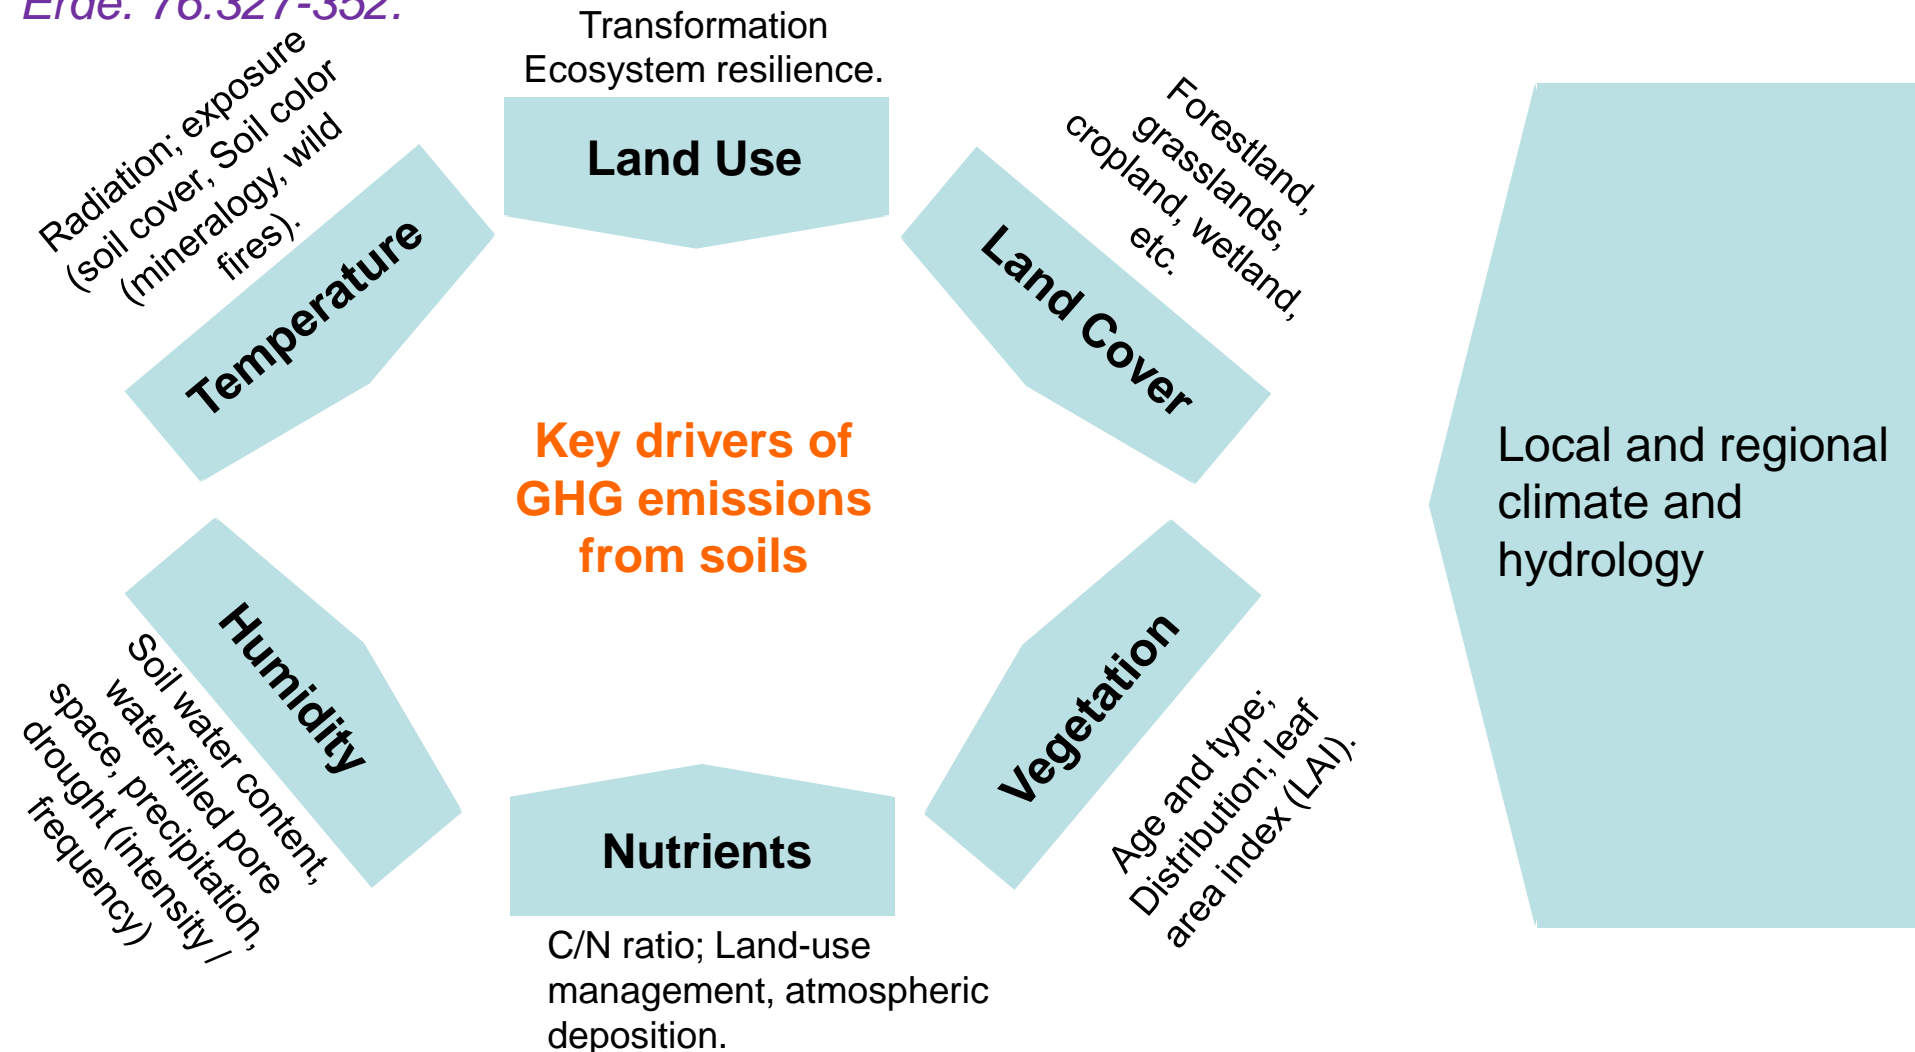 Erde. 76.327-352.
Transformation
Ecosystem resilience.
Land Use
Radiation; exposure
(soil cover, Soil color
(mineralogy, wild
fires).
Temperature
Forestland,
grasslands,
cropland, wetland,
etc.
Land Cover
Key drivers of
GHG emissions
from soils
Local and regional
climate and
hydrology
Humidity
Soil water content,
water-filled pore
space, precipitation,
drought (intensity /
frequency)
Vegetation
Age and type;
Distribution; leaf
area index (LAI).
Nutrients
C/N ratio; Land-use
management, atmospheric
deposition.